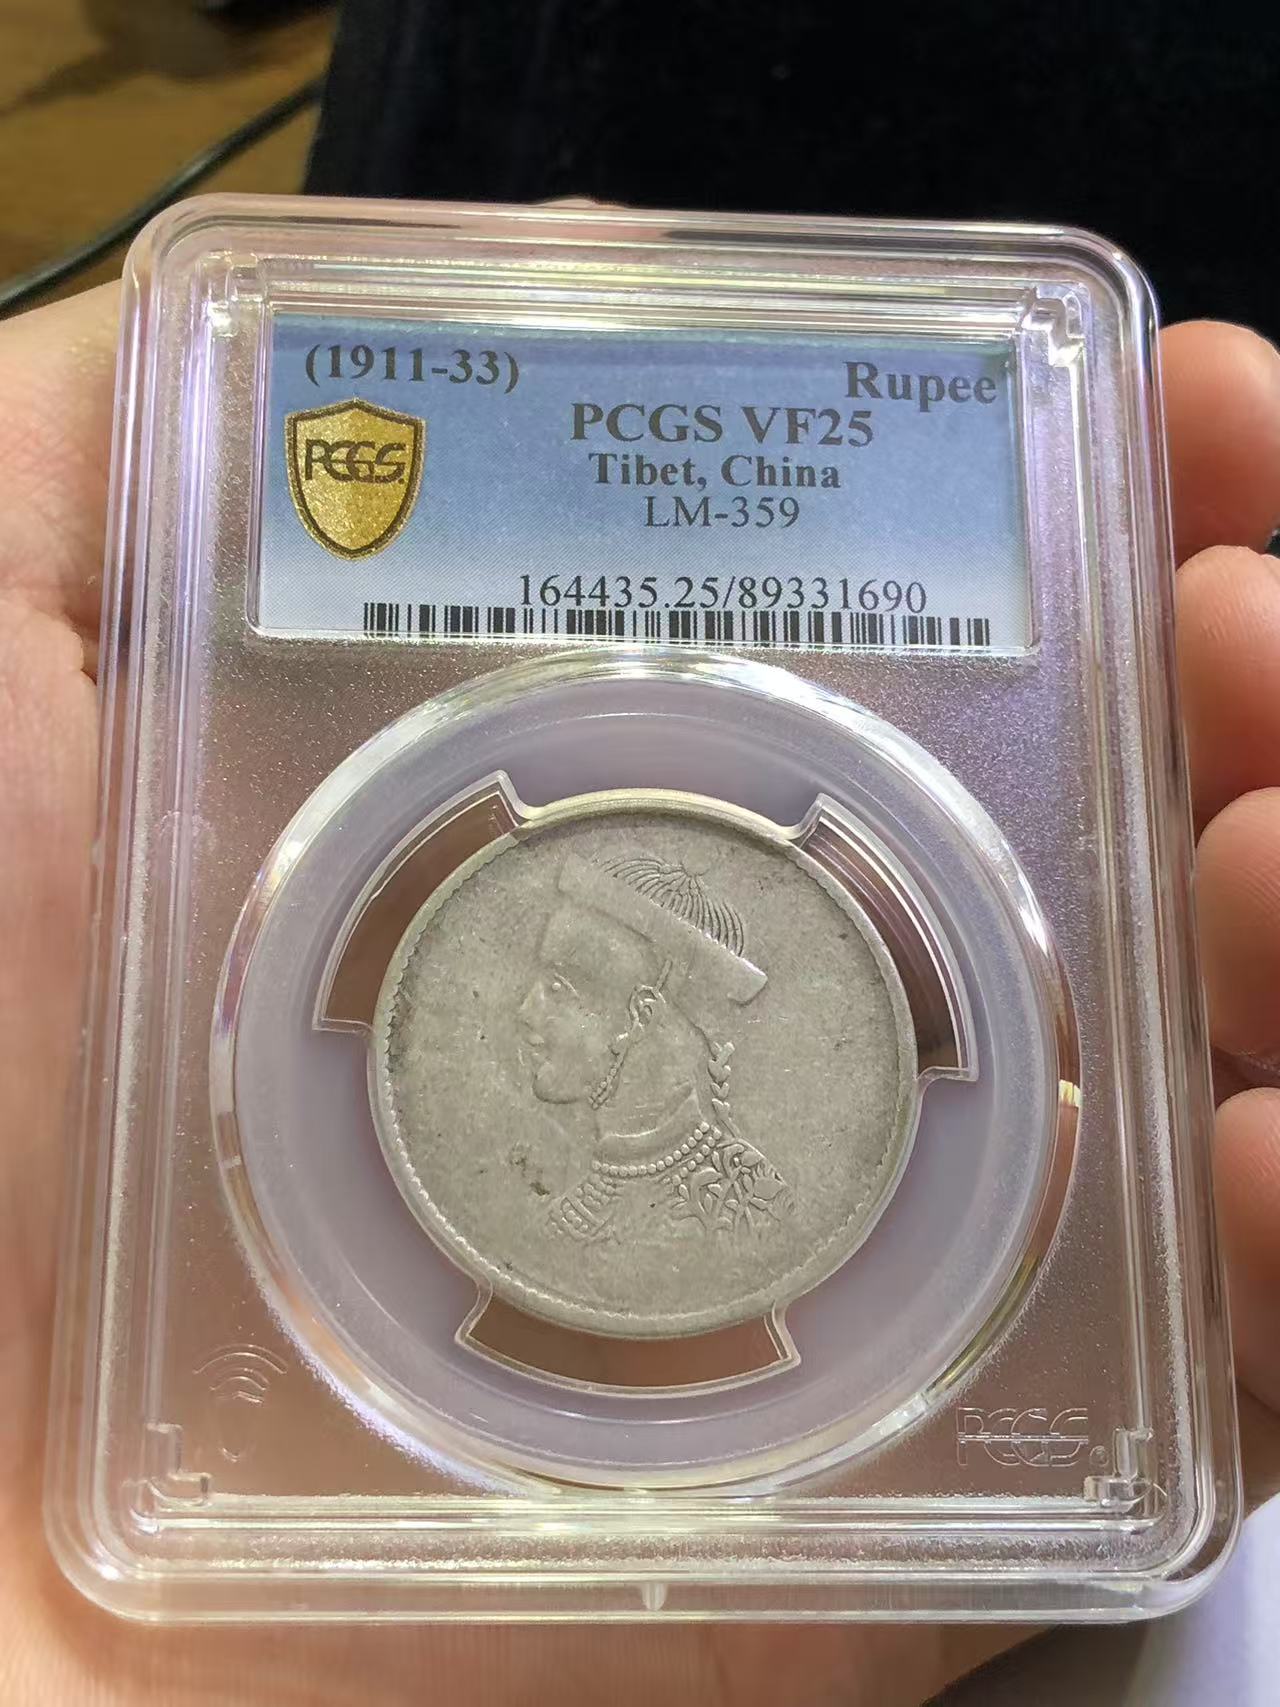 (1911-33) Rupee
PCGS VF25
Tibet, China
LM-359
PCGS
164435.25/89331690
PCGS